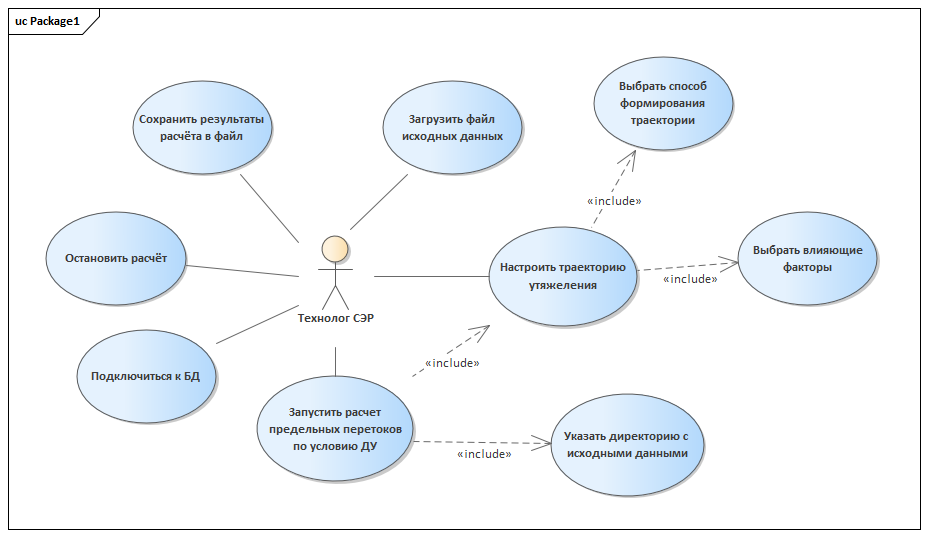 uc Package1
Выбрать способ
формирования
траектории
Сохранить результаты
расчёта в файл
Загрузить файл
исходных данных
«include»
Остановить расчёт
Настроить траекторию
утяжеления
Выбрать влияющие
факторы
«include»
Технолог СЭР
Подключиться к БД
«include»
Запустить расчет
предельных перетоков
по условию ДУ
«include»
Указать директорию с
исходными данными